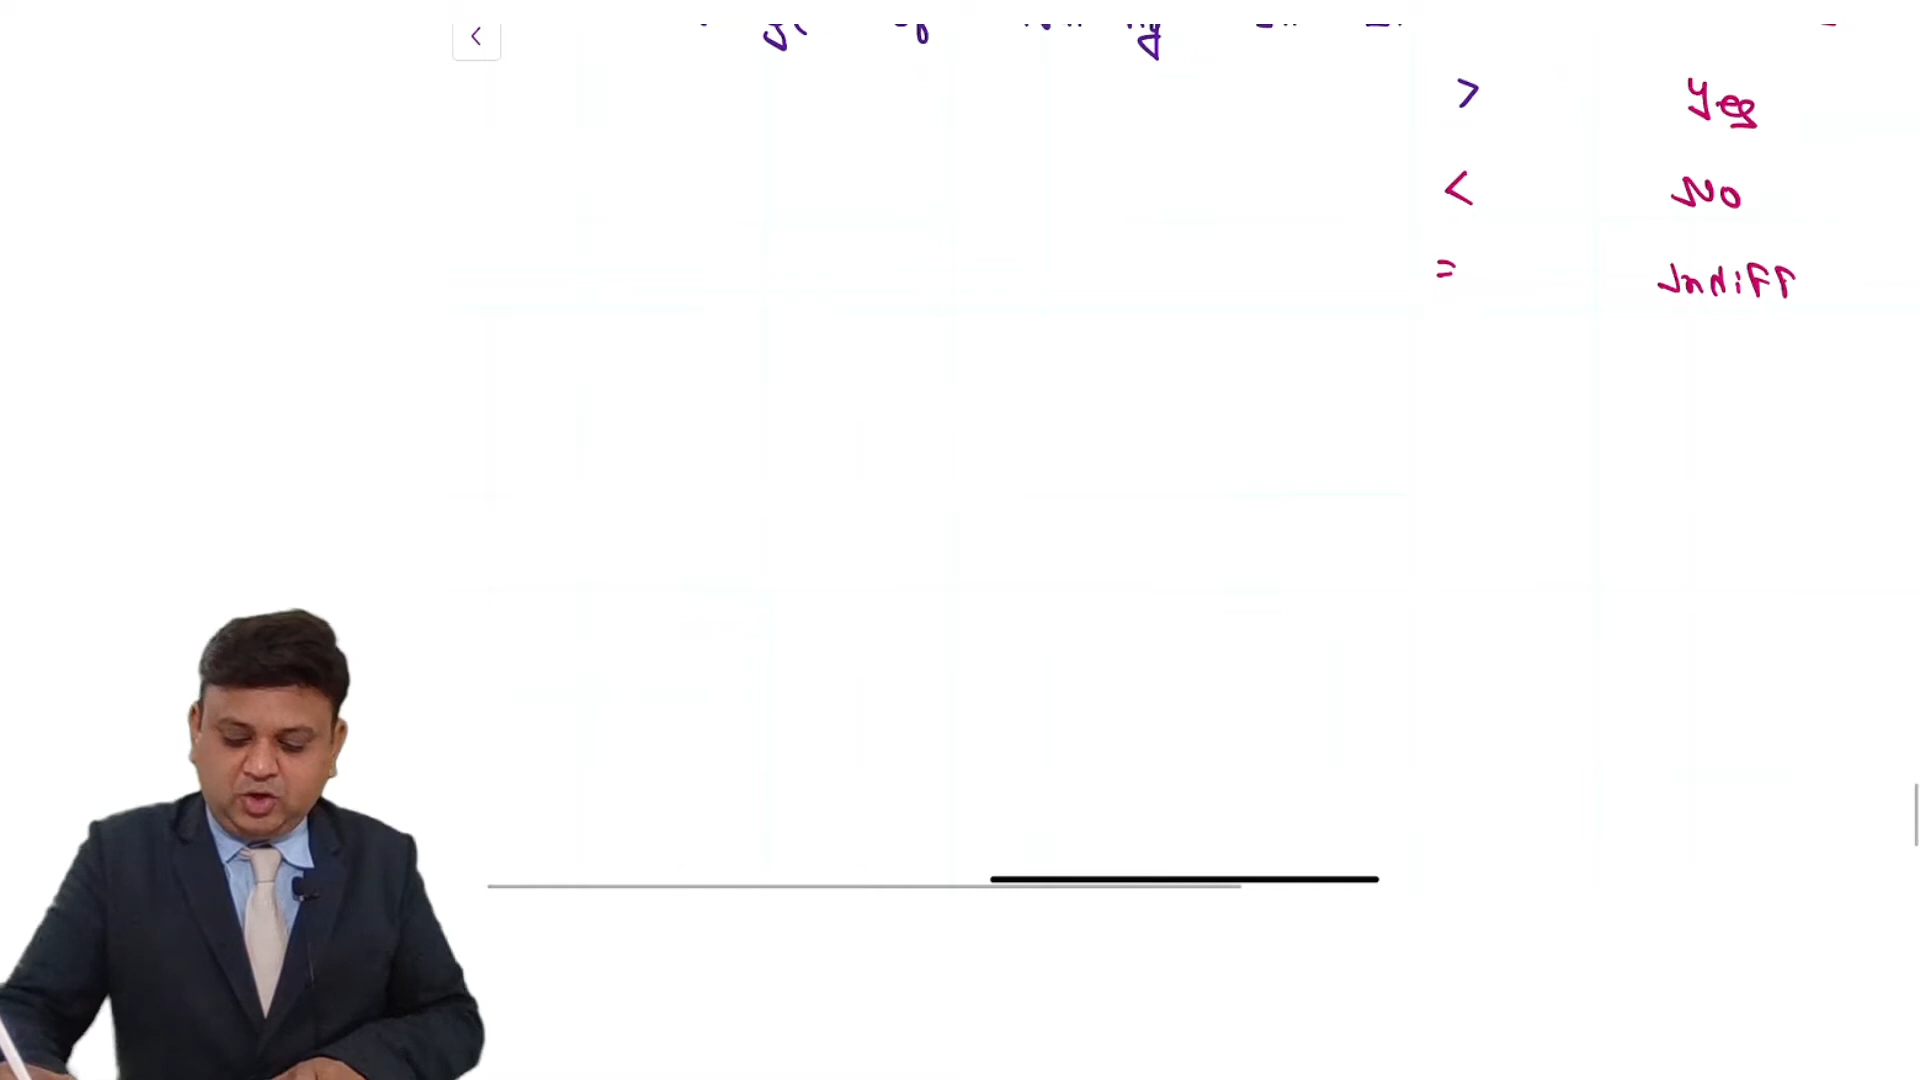 > Yes
< No
= Indiff